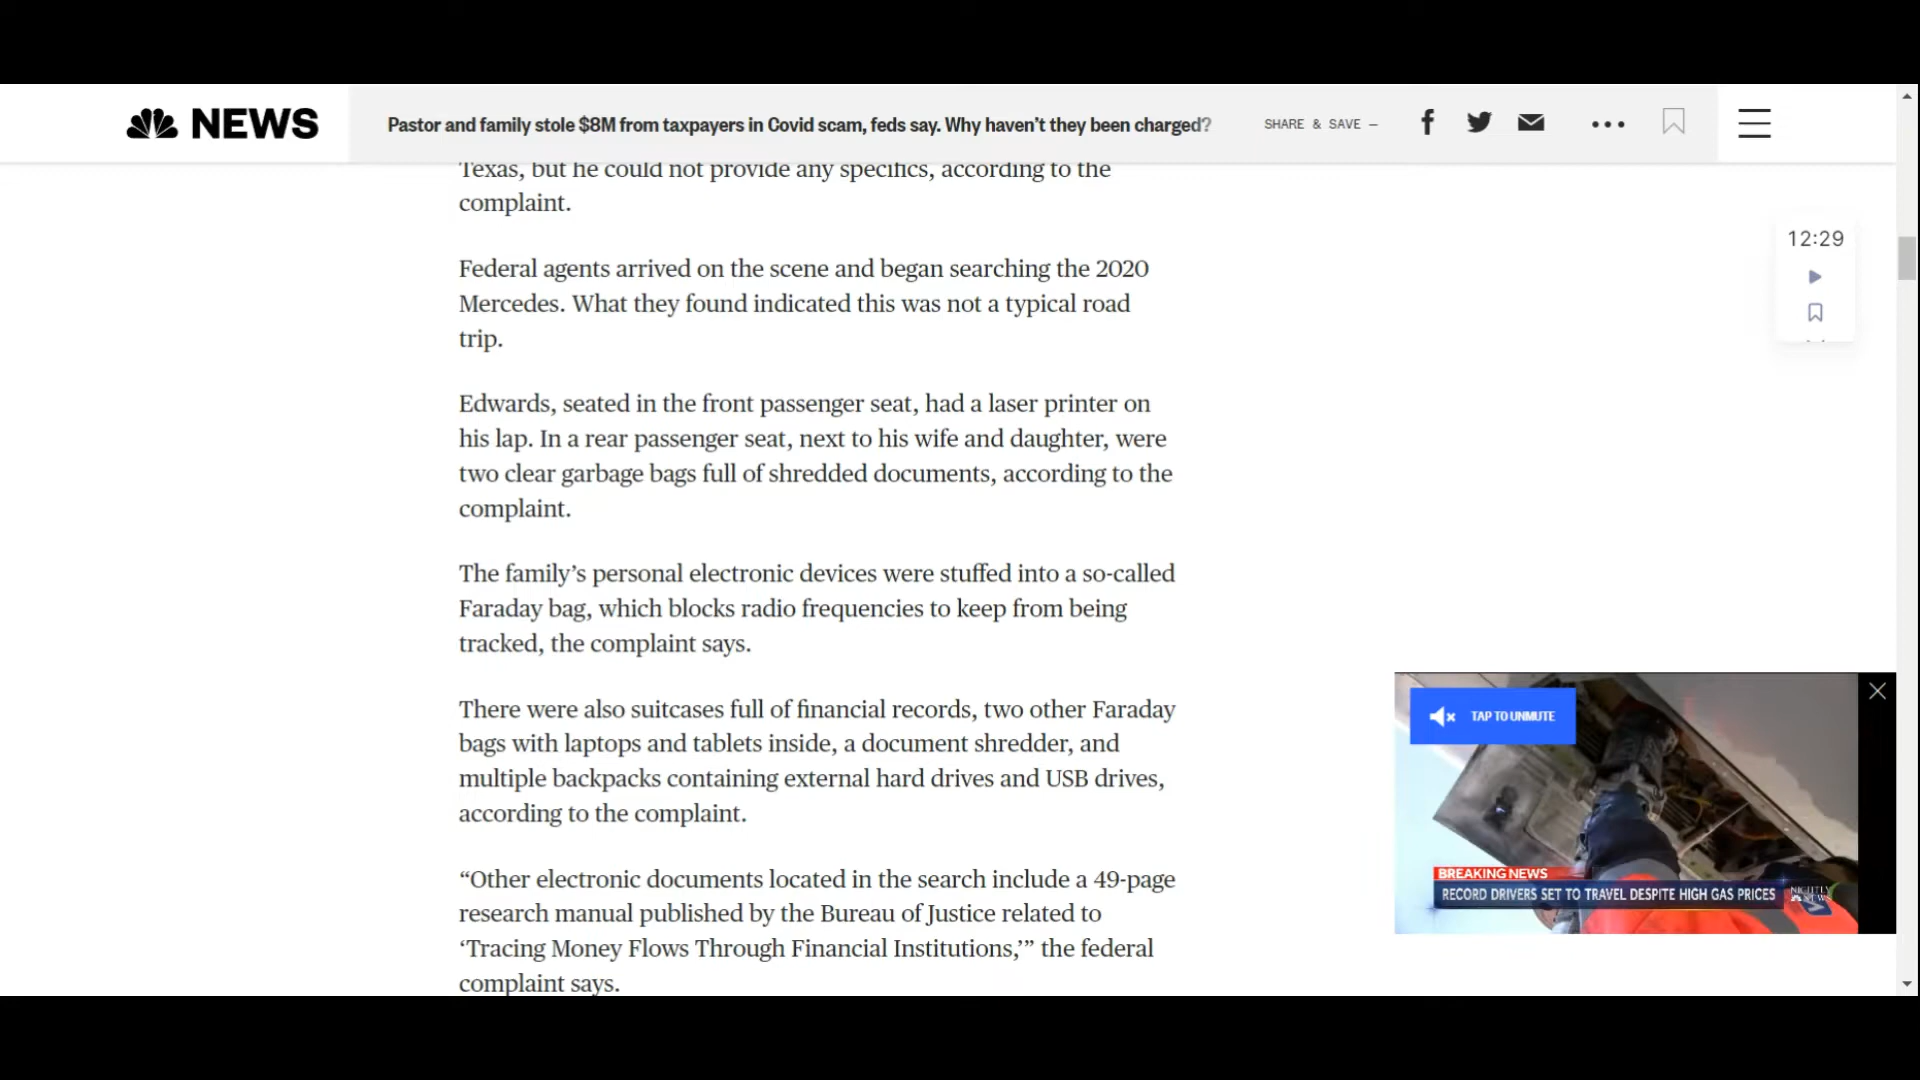 NEWS
Pastor and family stole $8M from taxpayers in Covid scam, feds say. Why haven't they been charged?
SHARE & SAVE —
Texas, but he could not provide any specifics, according to the
complaint.
12:29
Federal agents arrived on the scene and began searching the 2020
Mercedes. What they found indicated this was not a typical road
trip.
Edwards, seated in the front passenger seat, had a laser printer on
his lap. In a rear passenger seat, next to his wife and daughter, were
two clear garbage bags full of shredded documents, according to the
complaint.
The family’s personal electronic devices were stuffed into a so-called
Faraday bag, which blocks radio frequencies to keep from being
tracked, the complaint says.
There were also suitcases full of financial records, two other Faraday
bags with laptops and tablets inside, a document shredder, and
multiple backpacks containing external hard drives and USB drives,
according to the complaint.
“Other electronic documents located in the search include a 49-page
research manual published by the Bureau of Justice related to
‘Tracing Money Flows Through Financial Institutions,’” the federal
complaint says.
TAP TO UNMUTE
BREAKING NEWS
RECORD DRIVERS SET TO TRAVEL DESPITE HIGH GAS PRICES
NIGHTLY
NEWS